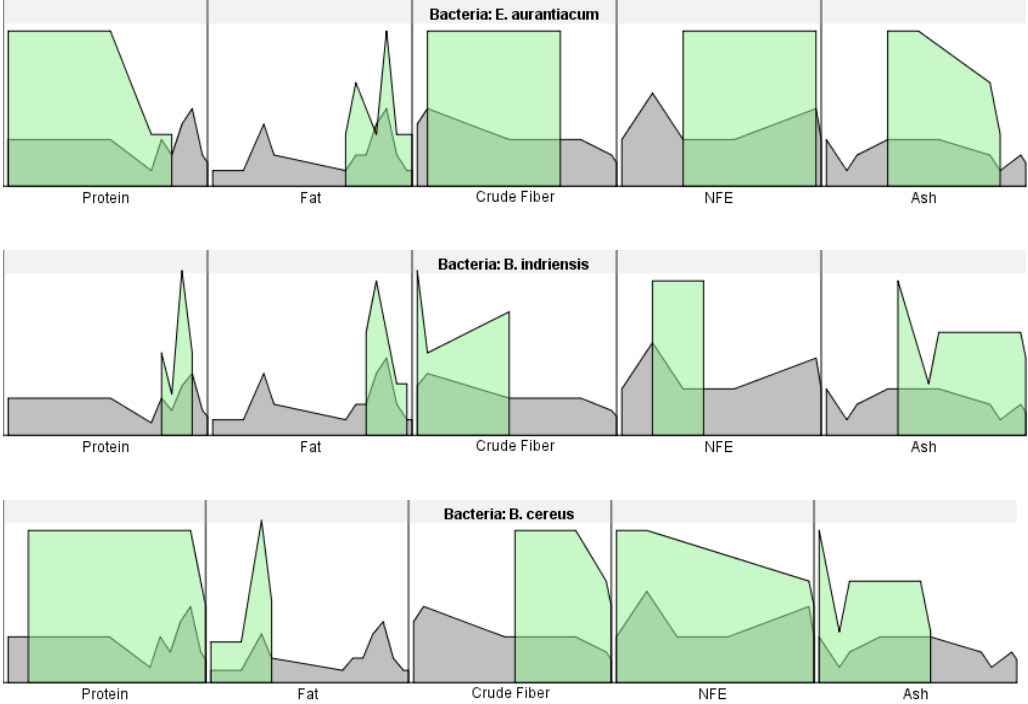 Bacteria: E. aurantiacum
Protein Fat Crude Fiber NFE Ash
Bacteria: B. indriensis
Protein Fat Crude Fiber NFE Ash
Bacteria: B. cereus
Protein Fat Crude Fiber NFE Ash